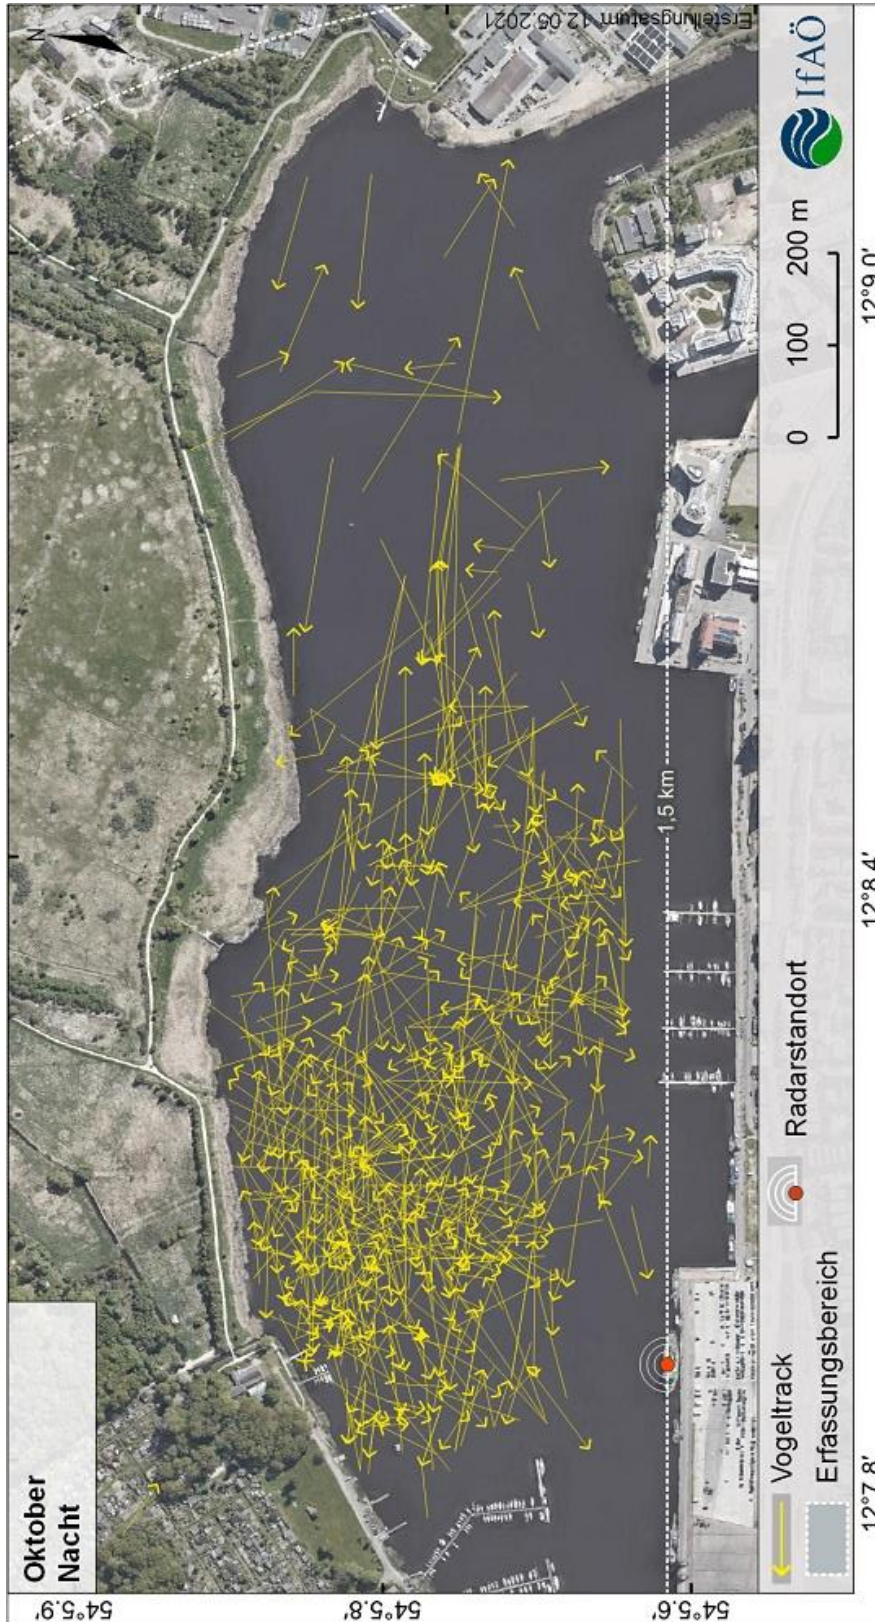 Oktober
Nacht
N
Erstellungsdatum: 12.05.2021
1,5 km
Vogeltrack
Erfassungsbereich
Radarstandort
0 100 200 m
IfAÖ
54°5.9'
54°5.8'
54°5.6'
12°7.8'
12°8.4'
12°9.0'